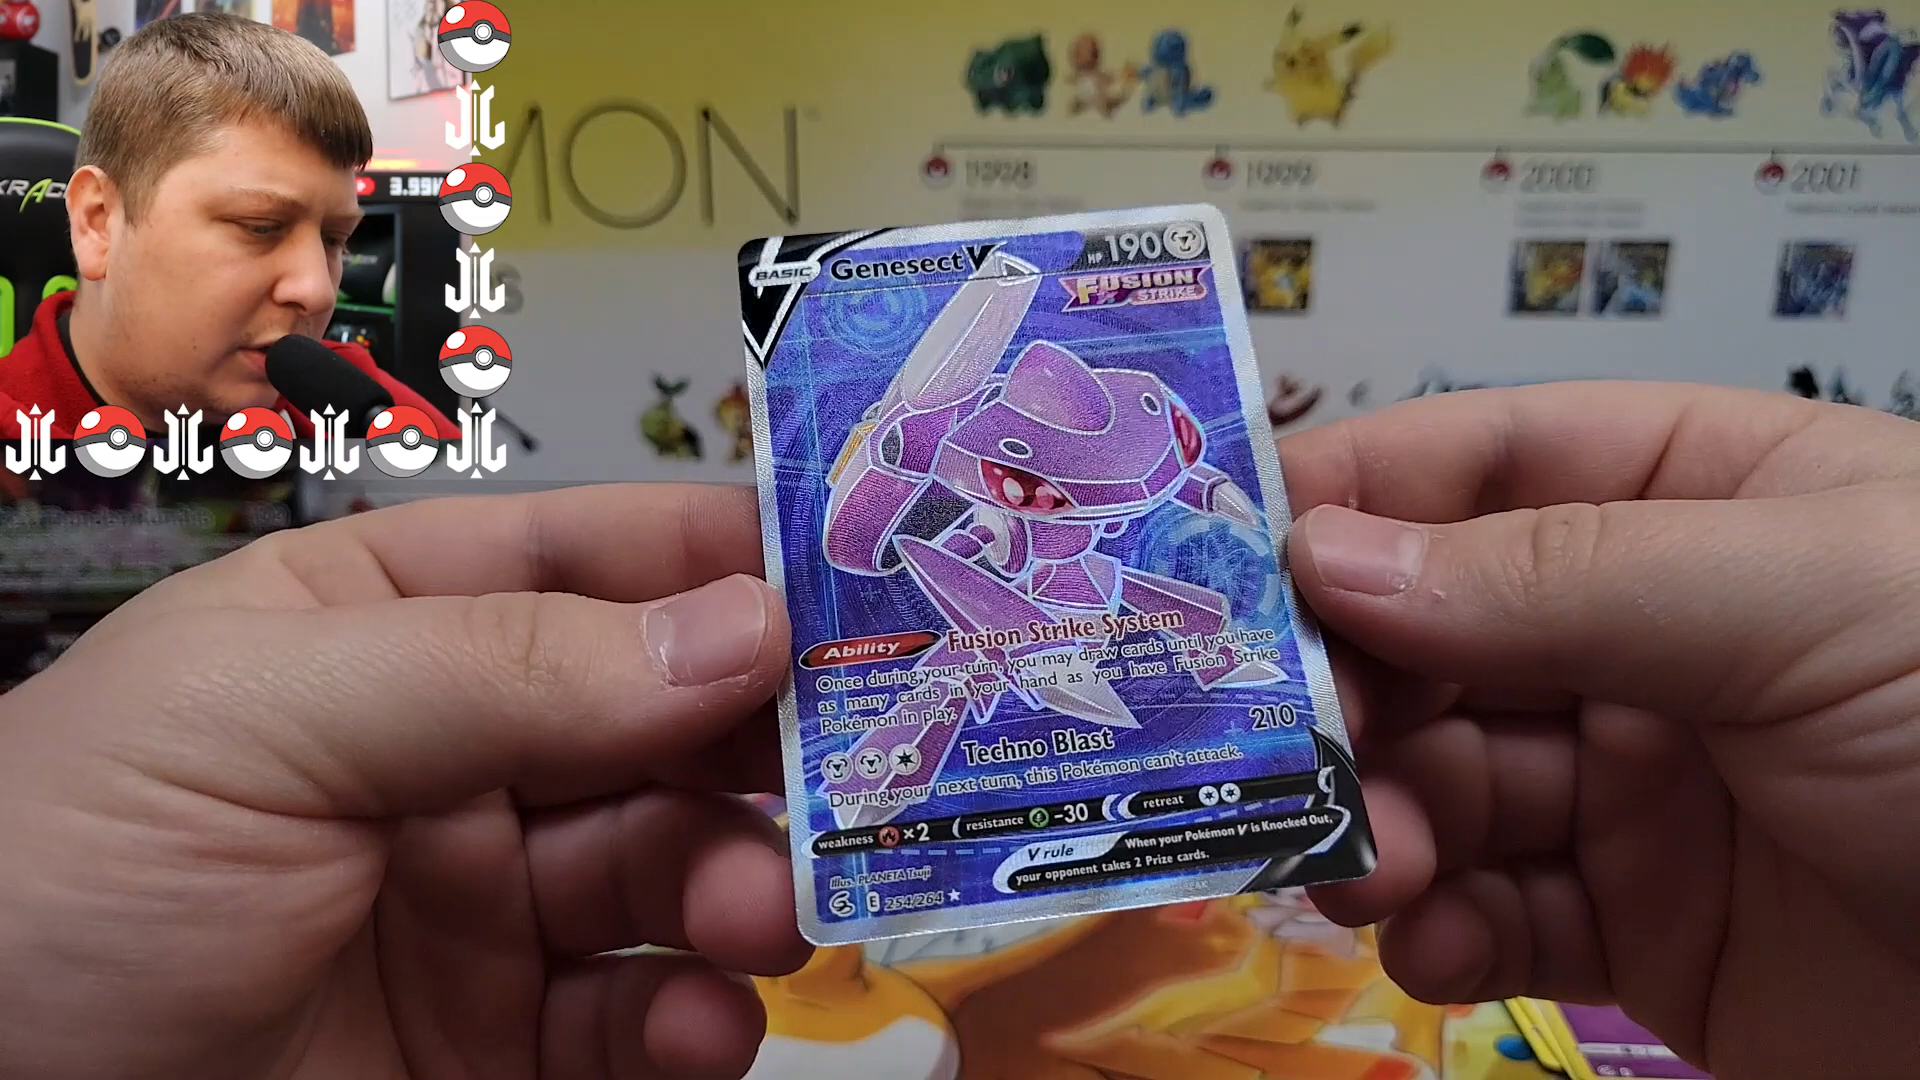 MON
1998
1999
2000
2001
3.99K
BASIC
Genesect V
HP 190
FUSION
STRIKE
Ability
Fusion Strike System
Once during your turn, you may draw cards until you have
as many cards in your hand as you have Fusion Strike
Pokémon in play.
Techno Blast
210
During your next turn, this Pokémon can't attack.
weakness ×2
resistance -30
retreat
V rule
When your Pokémon V is Knocked Out,
your opponent takes 2 Prize cards.
Illus. PLANETA Tsuji
E 254/264